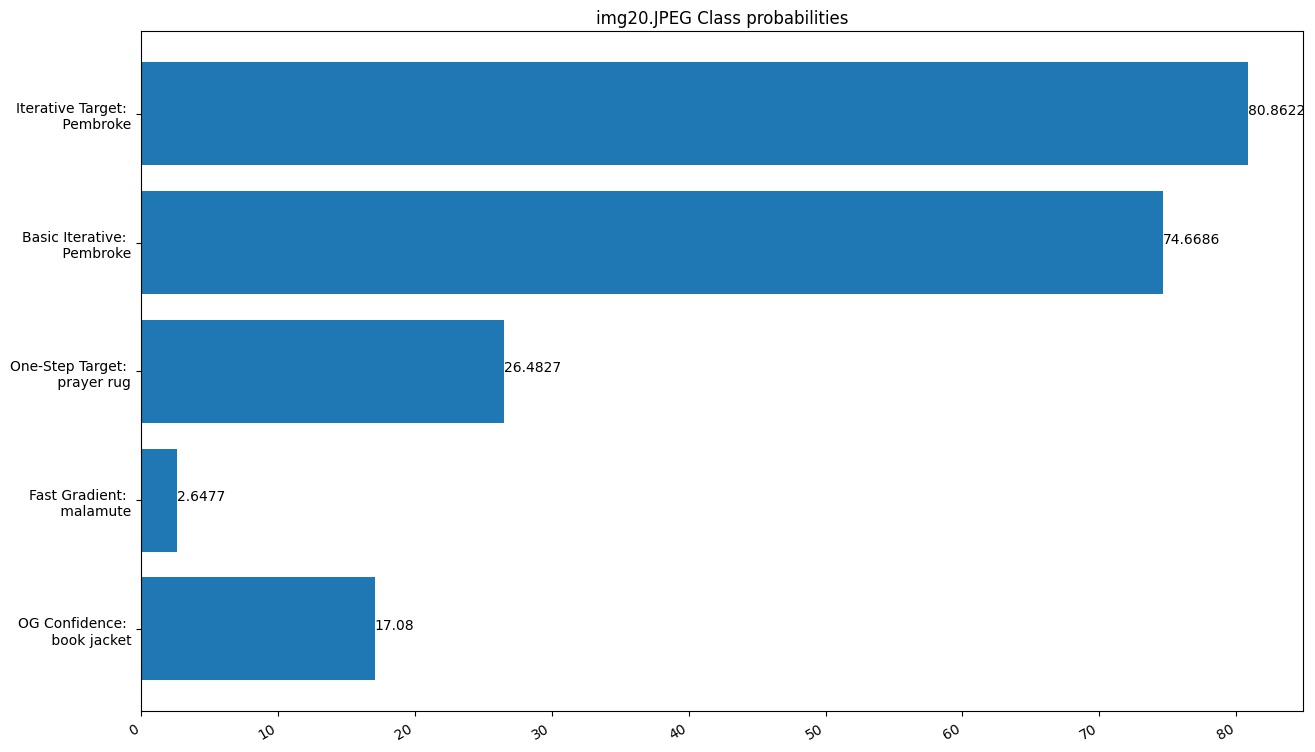 img20.JPEG Class probabilities
Iterative Target:
Pembroke
80.8622
Basic Iterative:
Pembroke
74.6686
One-Step Target:
prayer rug
26.4827
Fast Gradient:
malamute
2.6477
OG Confidence:
book jacket
17.08
0 10 20 30 40 50 60 70 80